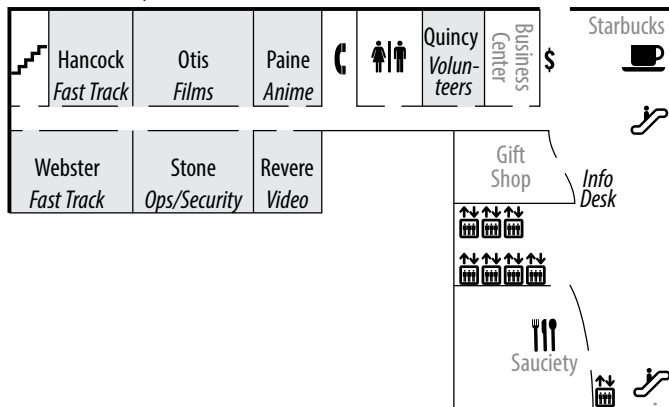 Starbucks
Hancock
Fast Track
Otis
Films
Paine
Anime
Quincy
Volun-
teers
Business
Center
$
Webster
Fast Track
Stone
Ops/Security
Revere
Video
Gift
Shop
Info
Desk
Sauciety